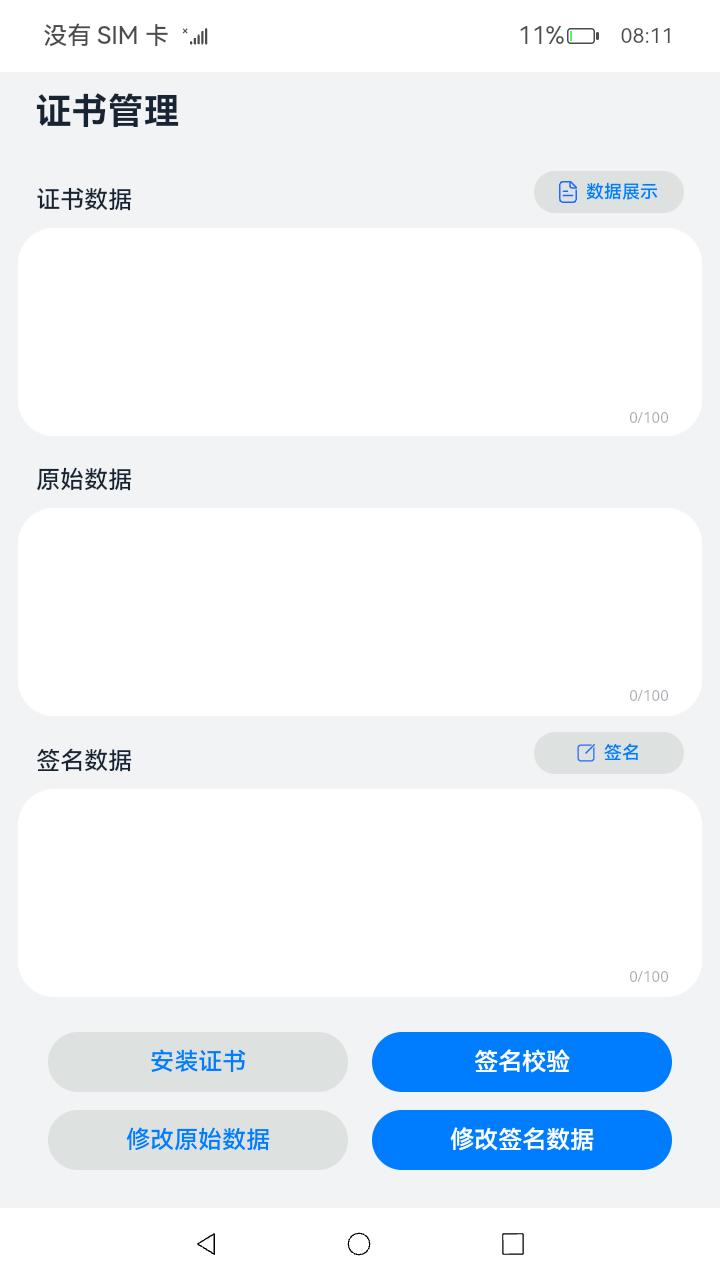 没有 SIM 卡 11% 08:11
证书管理
证书数据 数据展示
0/100
原始数据
0/100
签名数据 签名
0/100
安装证书 签名校验
修改原始数据 修改签名数据